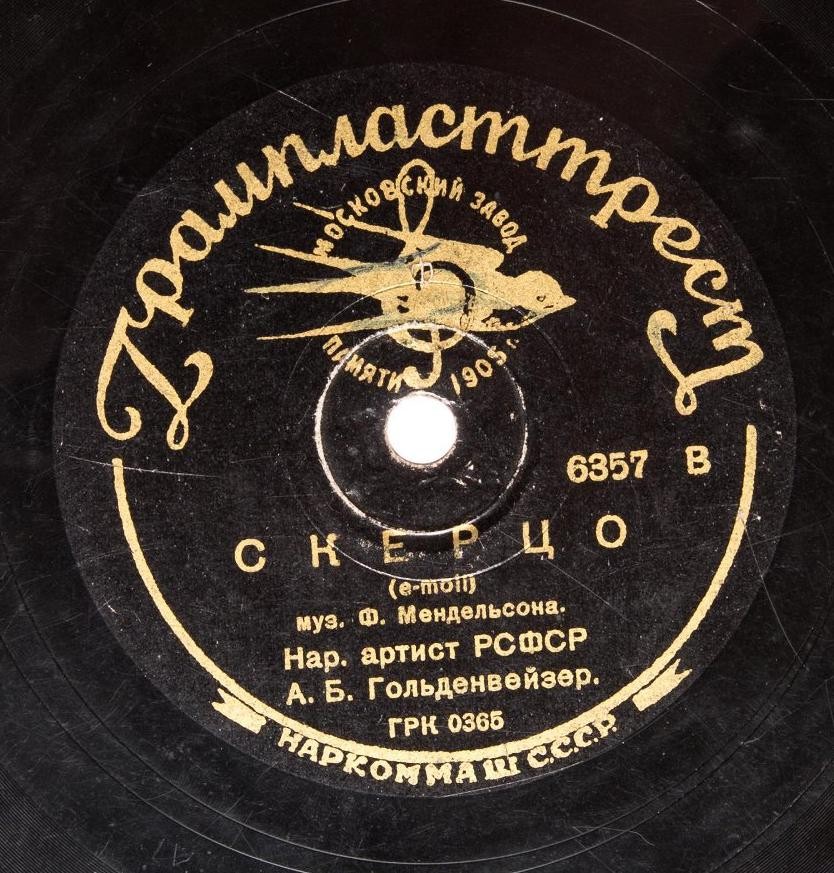 Грампласттрест
МОСКОВСКИЙ ЗАВОД
ПАМЯТИ 1905 г.
6357 В
СКЕРЦО
(e-moll)
муз. Ф. Мендельсона.
Нар. артист РСФСР
А. Б. Гольденвейзер.
ГРК 0365
НАРКОММАШ С.С.С.Р.